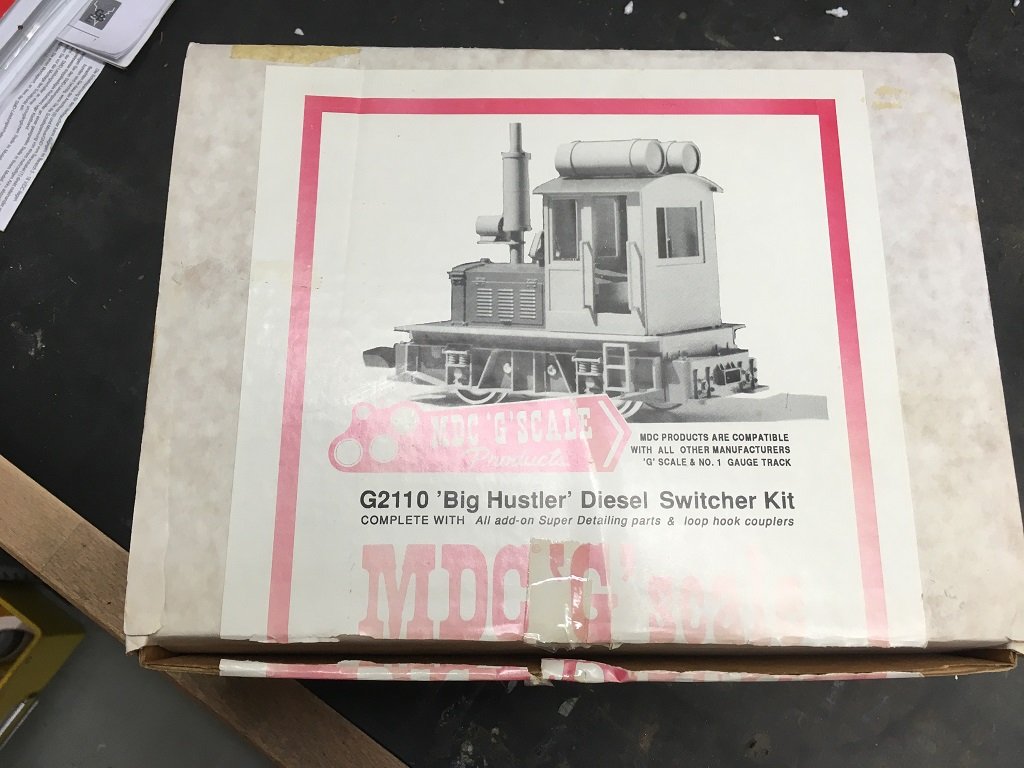 MDC 'G' SCALE
Products
MDC PRODUCTS ARE COMPATIBLE
WITH ALL OTHER MANUFACTURERS
'G' SCALE & NO. 1 GAUGE TRACK
G2110 'Big Hustler' Diesel Switcher Kit
COMPLETE WITH All add-on Super Detailing parts & loop hook couplers
MDC 'G' scale